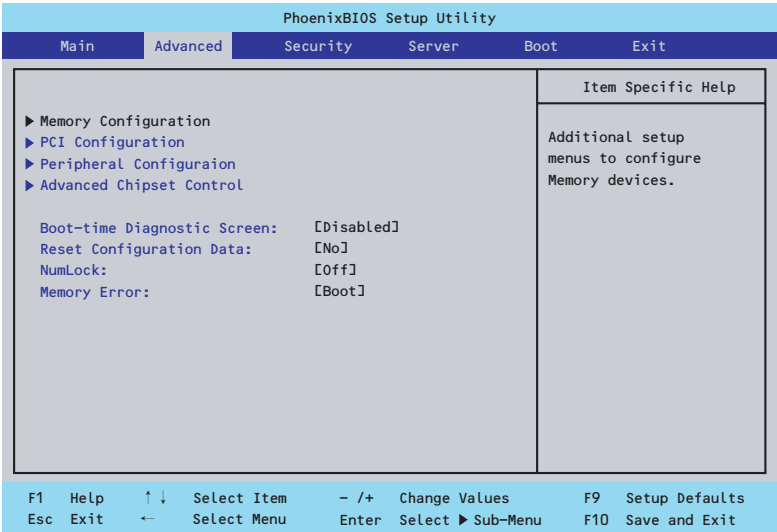 PhoenixBIOS Setup Utility
Main Advanced Security Server Boot Exit
Item Specific Help
▶ Memory Configuration
▶ PCI Configuration
▶ Peripheral Configuraion
▶ Advanced Chipset Control
Additional setup
menus to configure
Memory devices.
Boot-time Diagnostic Screen: [Disabled]
Reset Configuration Data: [No]
NumLock: [Off]
Memory Error: [Boot]
F1 Help ↑↓ Select Item - /+ Change Values F9 Setup Defaults
Esc Exit ← Select Menu Enter Select ▶ Sub-Menu F10 Save and Exit